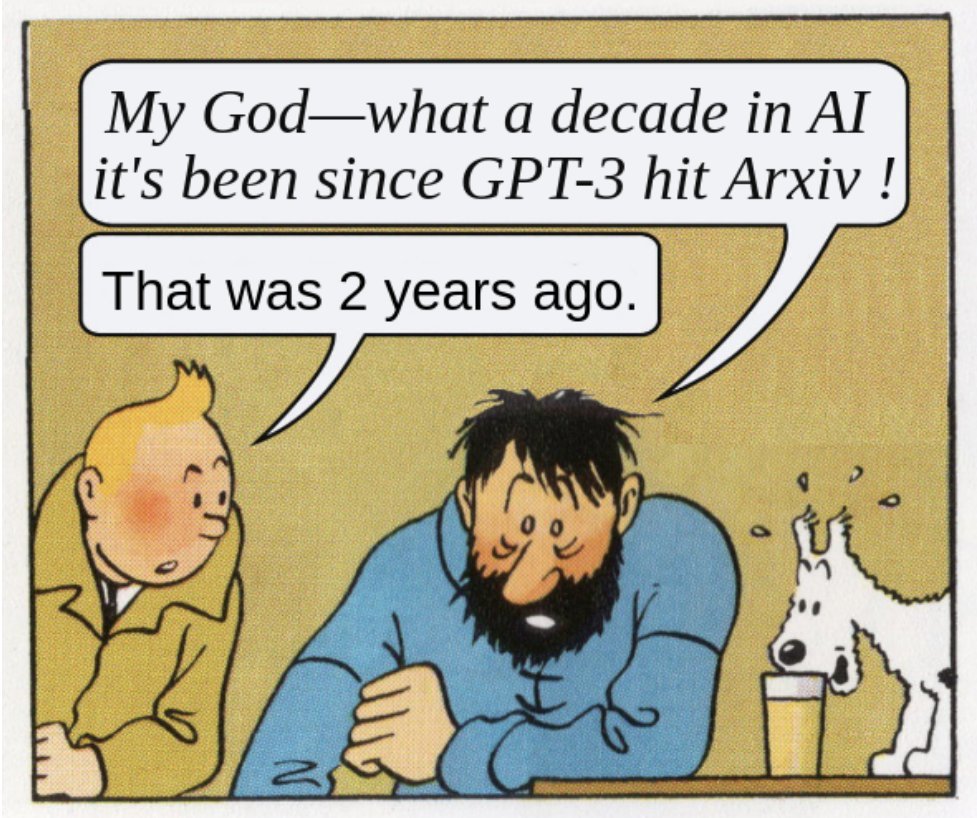 My God—what a decade in AI
it's been since GPT-3 hit Arxiv !
That was 2 years ago.